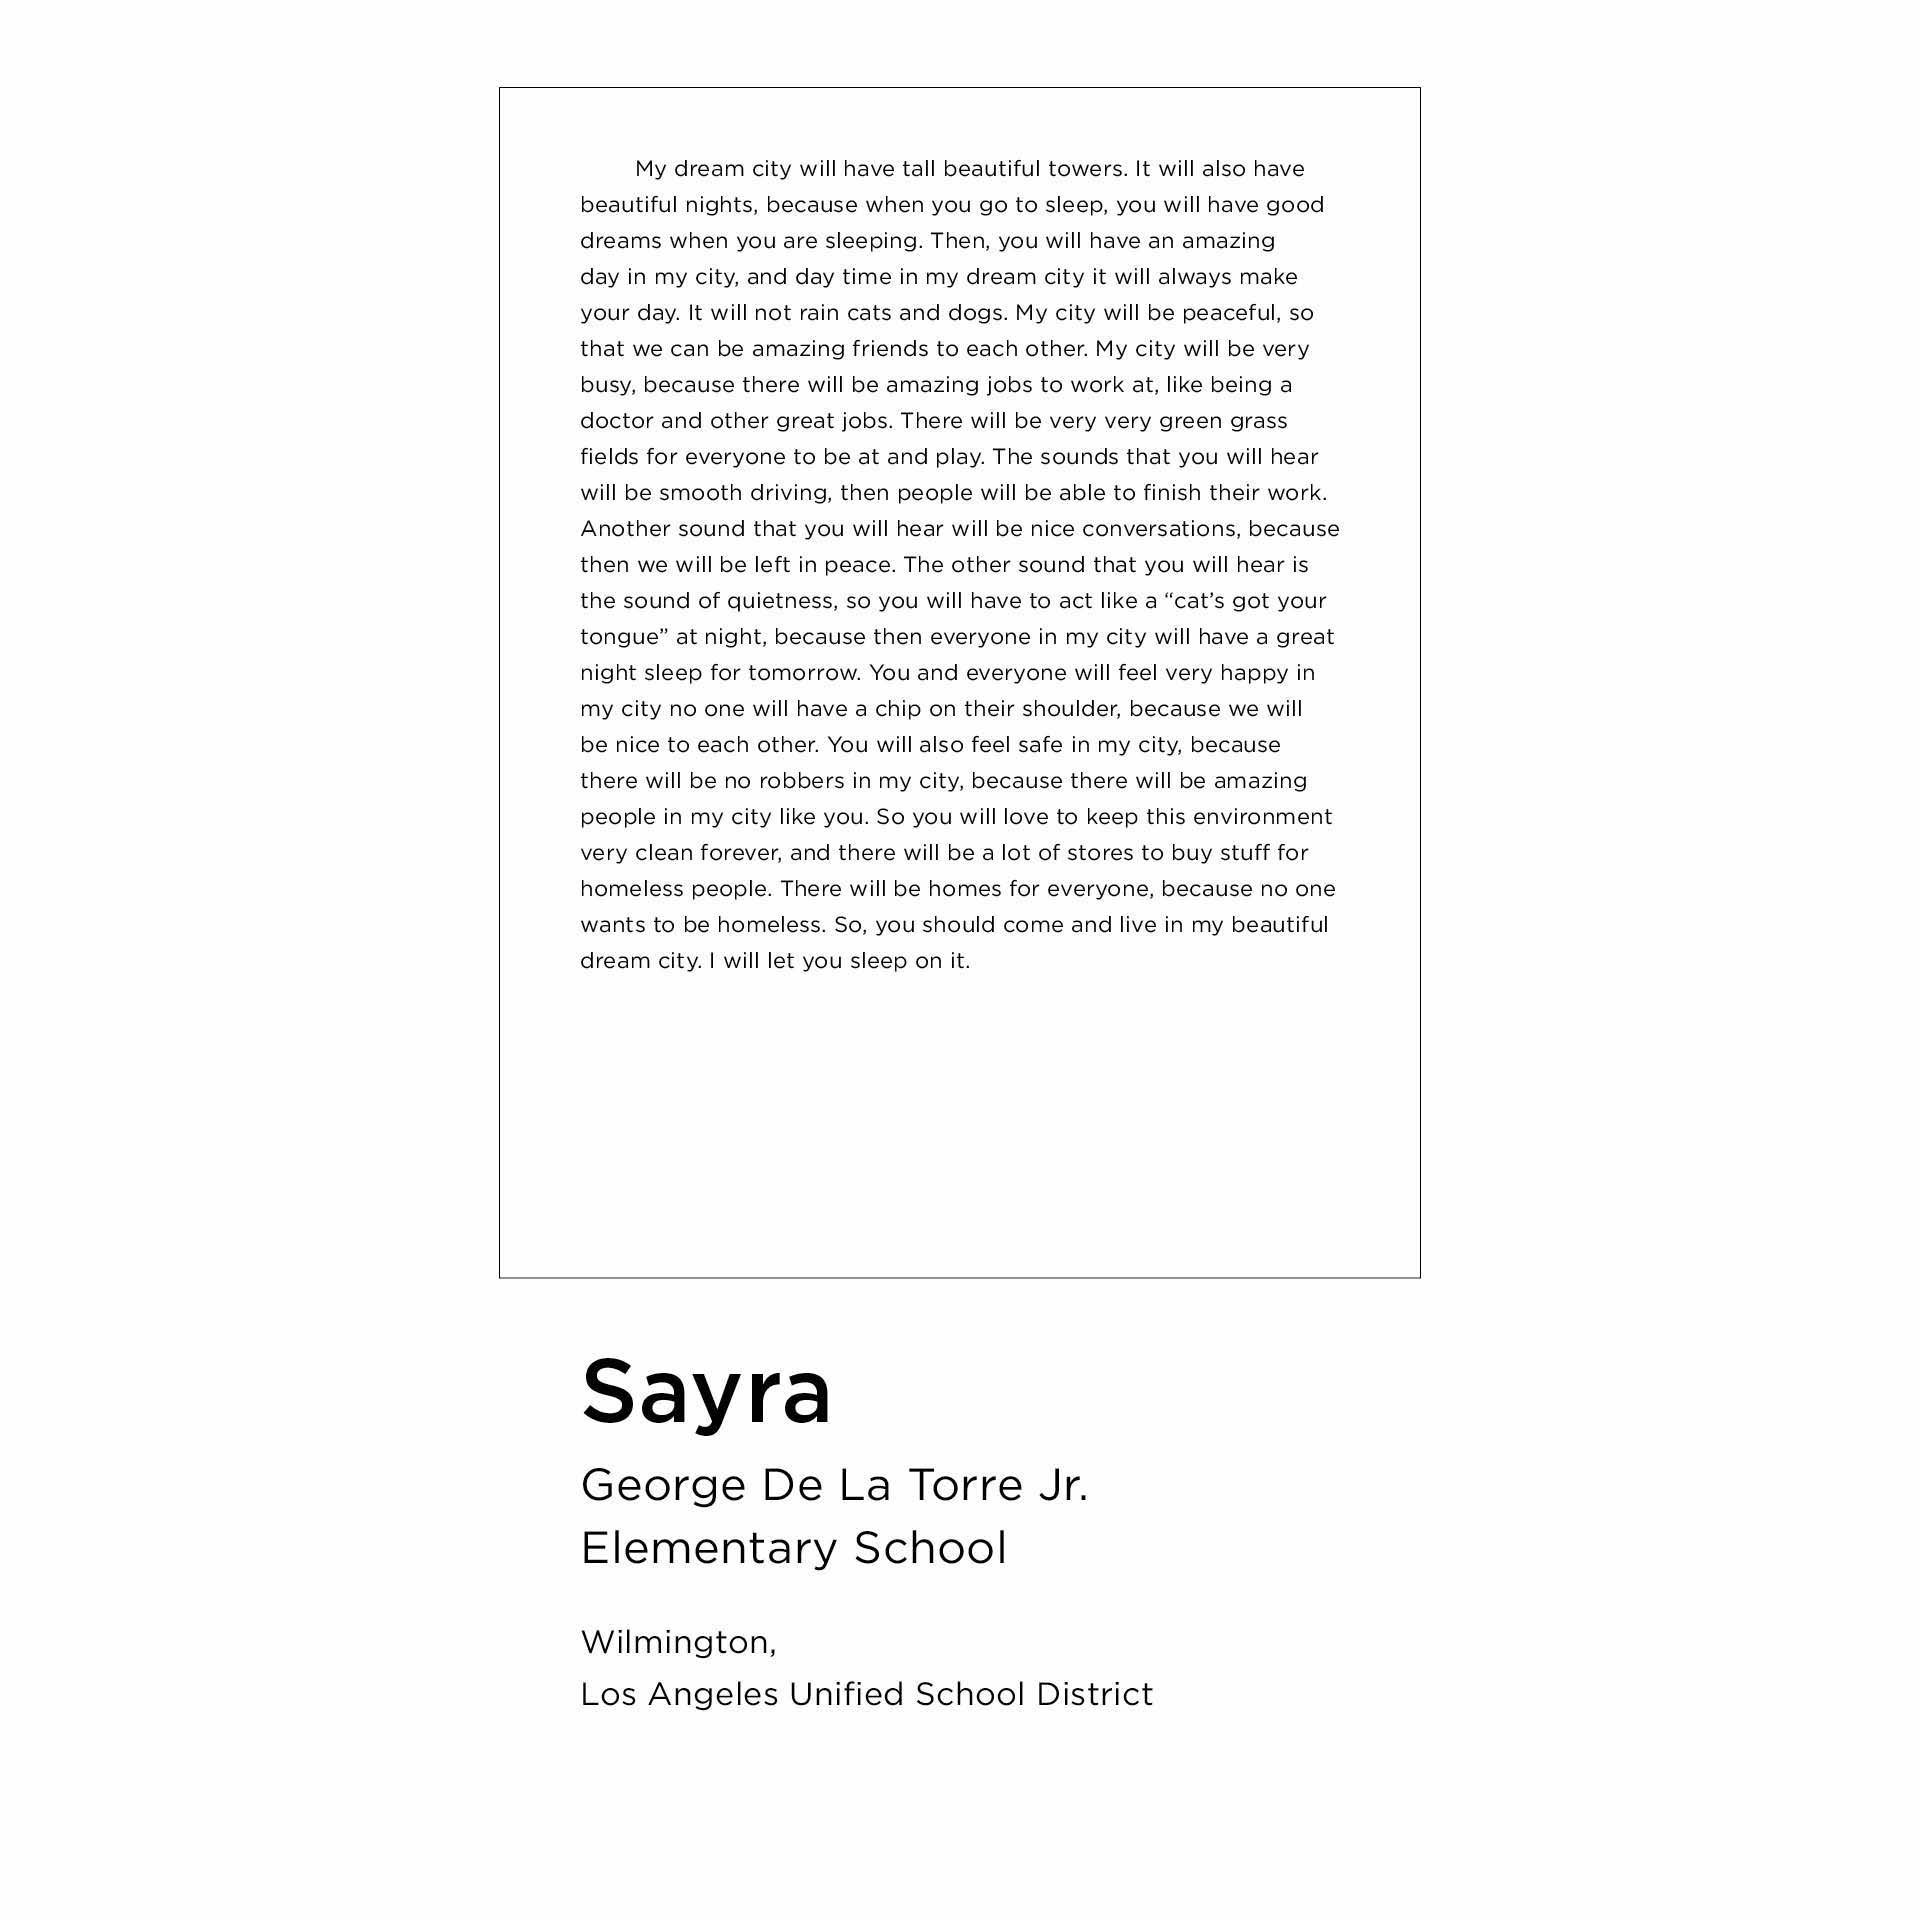 My dream city will have tall beautiful towers. It will also have
beautiful nights, because when you go to sleep, you will have good
dreams when you are sleeping. Then, you will have an amazing
day in my city, and day time in my dream city it will always make
your day. It will not rain cats and dogs. My city will be peaceful, so
that we can be amazing friends to each other. My city will be very
busy, because there will be amazing jobs to work at, like being a
doctor and other great jobs. There will be very very green grass
fields for everyone to be at and play. The sounds that you will hear
will be smooth driving, then people will be able to finish their work.
Another sound that you will hear will be nice conversations, because
then we will be left in peace. The other sound that you will hear is
the sound of quietness, so you will have to act like a “cat’s got your
tongue” at night, because then everyone in my city will have a great
night sleep for tomorrow. You and everyone will feel very happy in
my city no one will have a chip on their shoulder, because we will
be nice to each other. You will also feel safe in my city, because
there will be no robbers in my city, because there will be amazing
people in my city like you. So you will love to keep this environment
very clean forever, and there will be a lot of stores to buy stuff for
homeless people. There will be homes for everyone, because no one
wants to be homeless. So, you should come and live in my beautiful
dream city. I will let you sleep on it.
Sayra
George De La Torre Jr.
Elementary School
Wilmington,
Los Angeles Unified School District